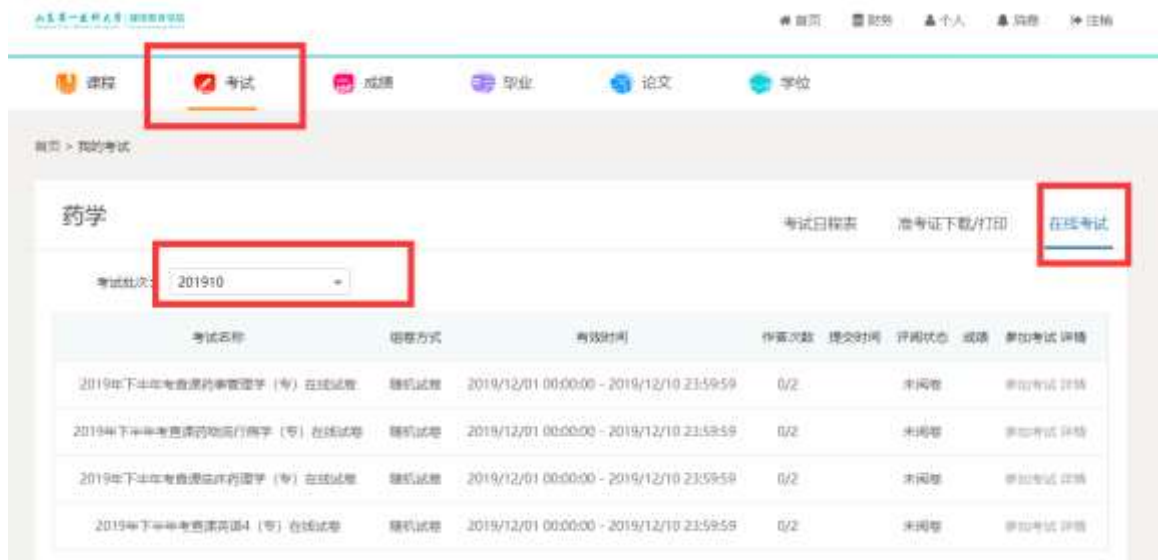 山东第一医科大学 继续教育学院
首页 财务 个人 消息 注销
课程 考试 成绩 毕业 论文 学位
首页 > 我的考试
药学
考试日程表 准考证下载/打印 在线考试
考试批次: 201910
考试名称 组卷方式 有效时间 作答次数 提交时间 评阅状态 成绩 参加考试 详情
2019年下半年考查课药事管理学（专）在线试卷 随机试卷 2019/12/01 00:00:00 - 2019/12/10 23:59:59 0/2 未阅卷 参加考试 详情
2019年下半年考查课药物流行病学（专）在线试卷 随机试卷 2019/12/01 00:00:00 - 2019/12/10 23:59:59 0/2 未阅卷 参加考试 详情
2019年下半年考查课临床药理学（专）在线试卷 随机试卷 2019/12/01 00:00:00 - 2019/12/10 23:59:59 0/2 未阅卷 参加考试 详情
2019年下半年考查课英语4（专）在线试卷 随机试卷 2019/12/01 00:00:00 - 2019/12/10 23:59:59 0/2 未阅卷 参加考试 详情